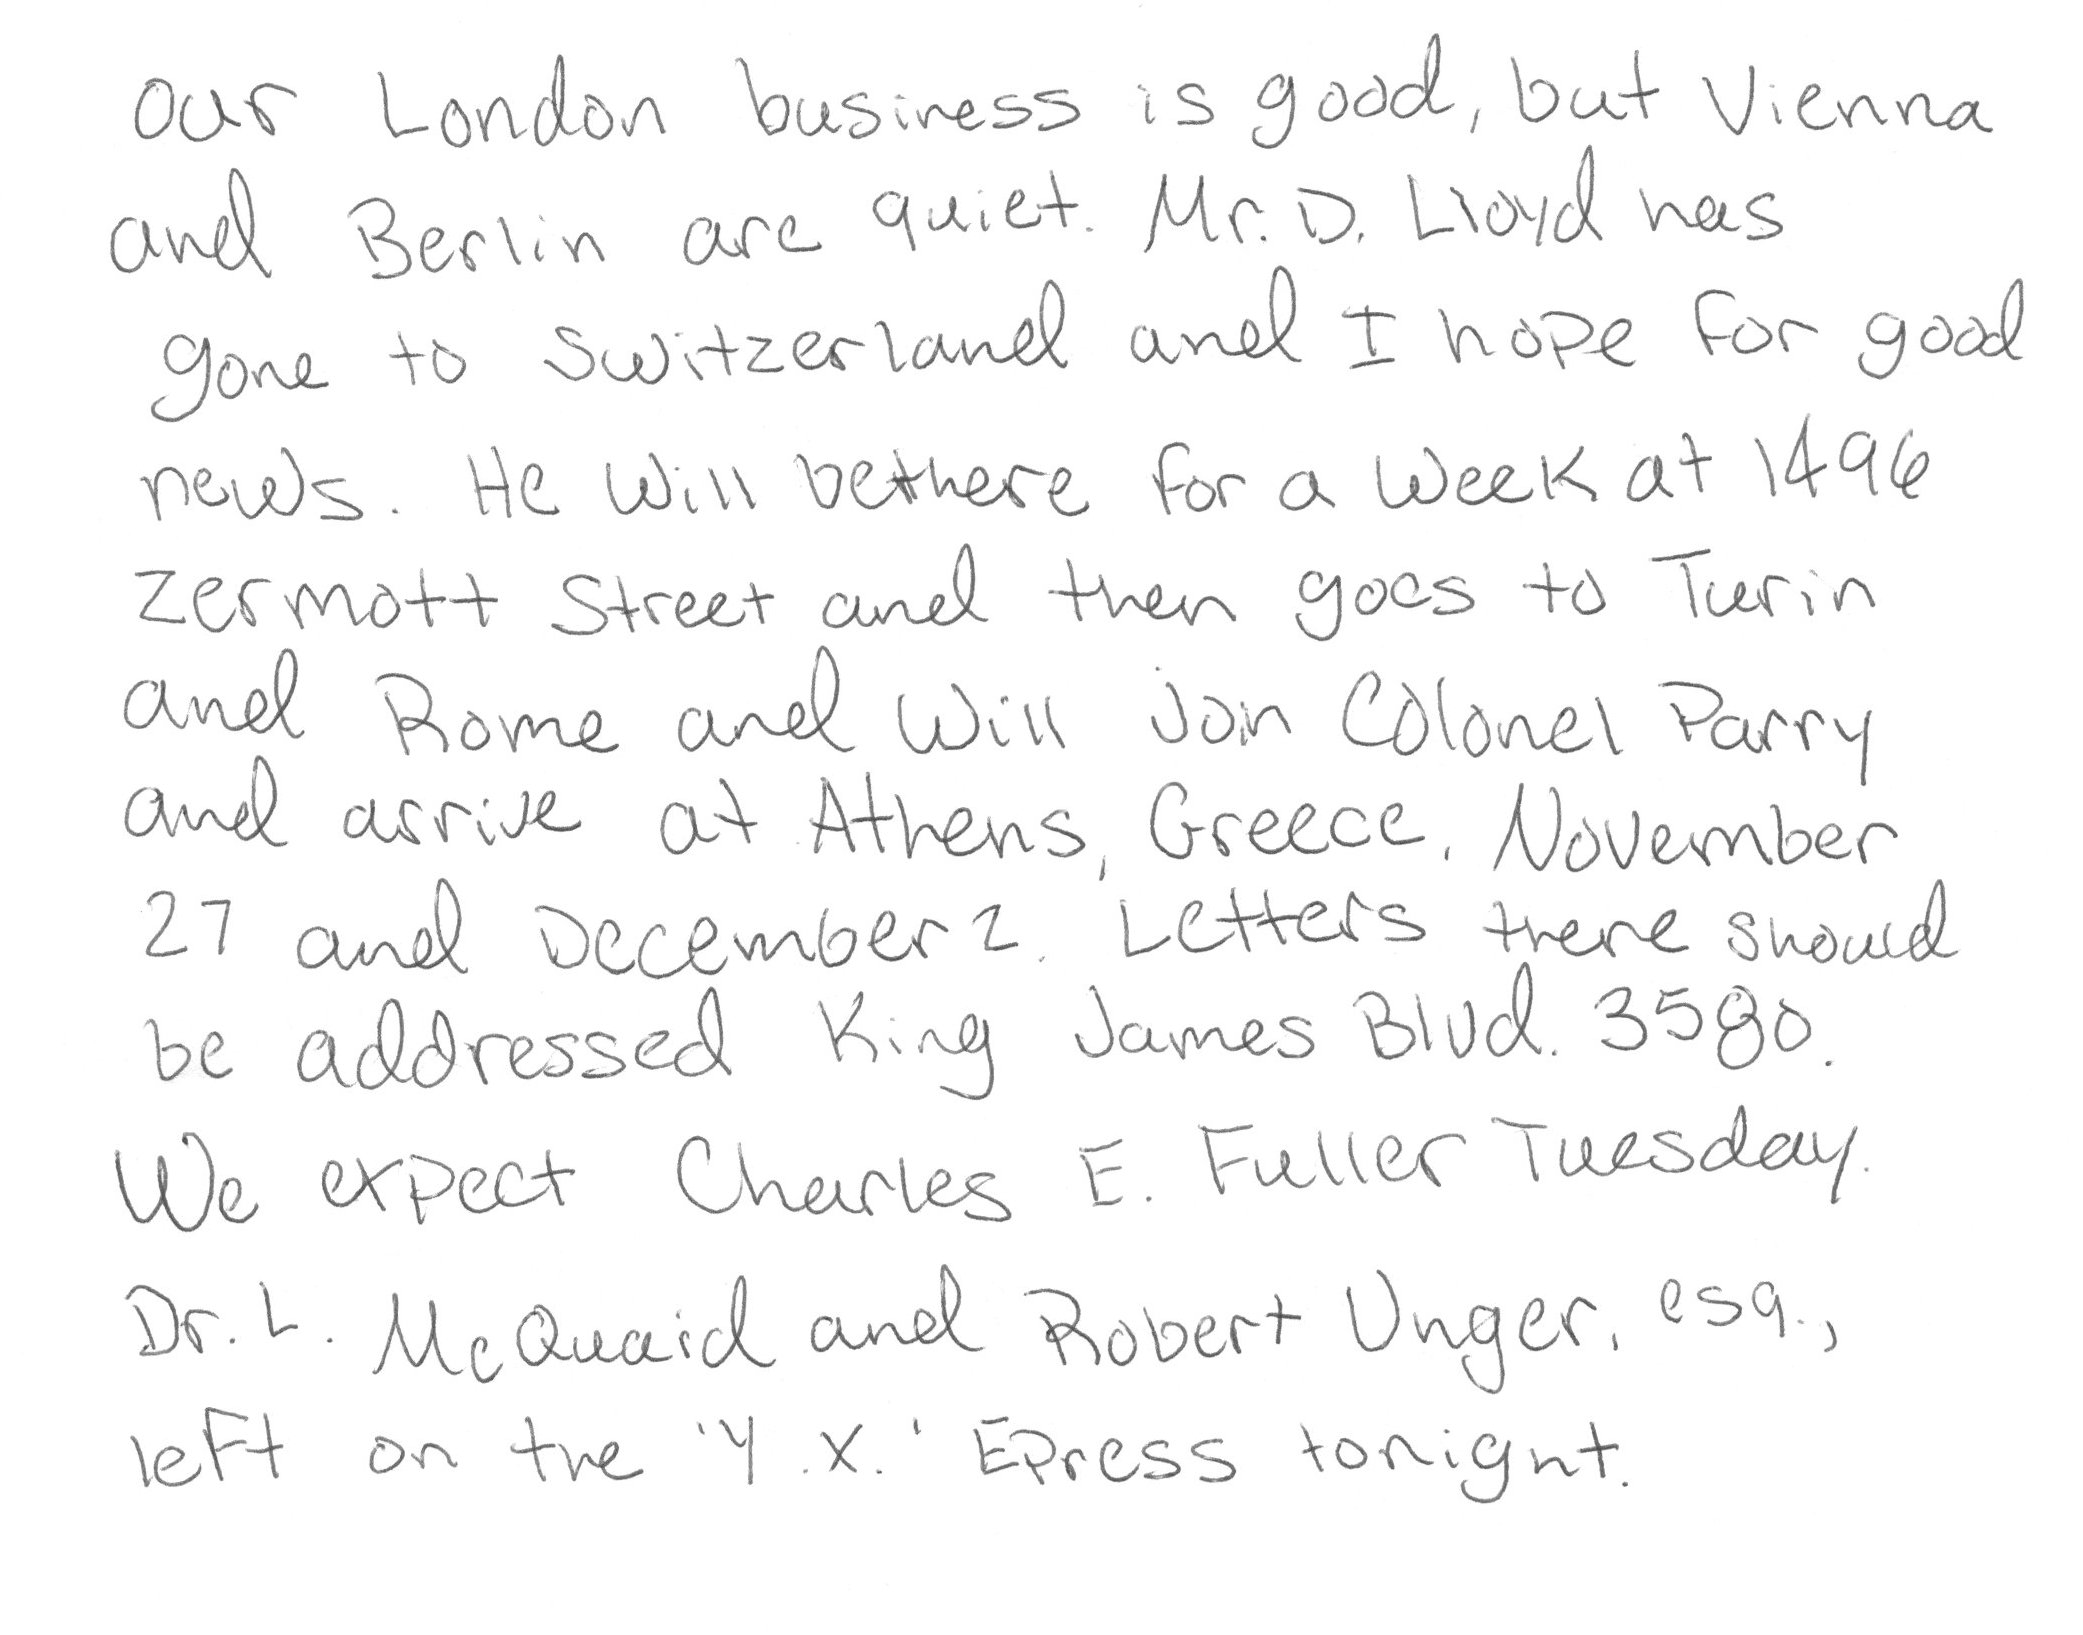 our London business is good, but Vienna
and Berlin are quiet. Mr. D. Lloyd has
gone to Switzerland and I hope for good
news. He will bethere for a week at 1496
Zermott Street and then goes to Turin
and Rome and will join Colonel Parry
and arrive at Athens, Greece, November
27 and December 2. Letters there should
be addressed King James Blvd. 3580.
We expect Charles E. Fuller Tuesday.
Dr. L. McQuaid and Robert Unger, esq.,
left on the 'Y.X.' Epress tonight.